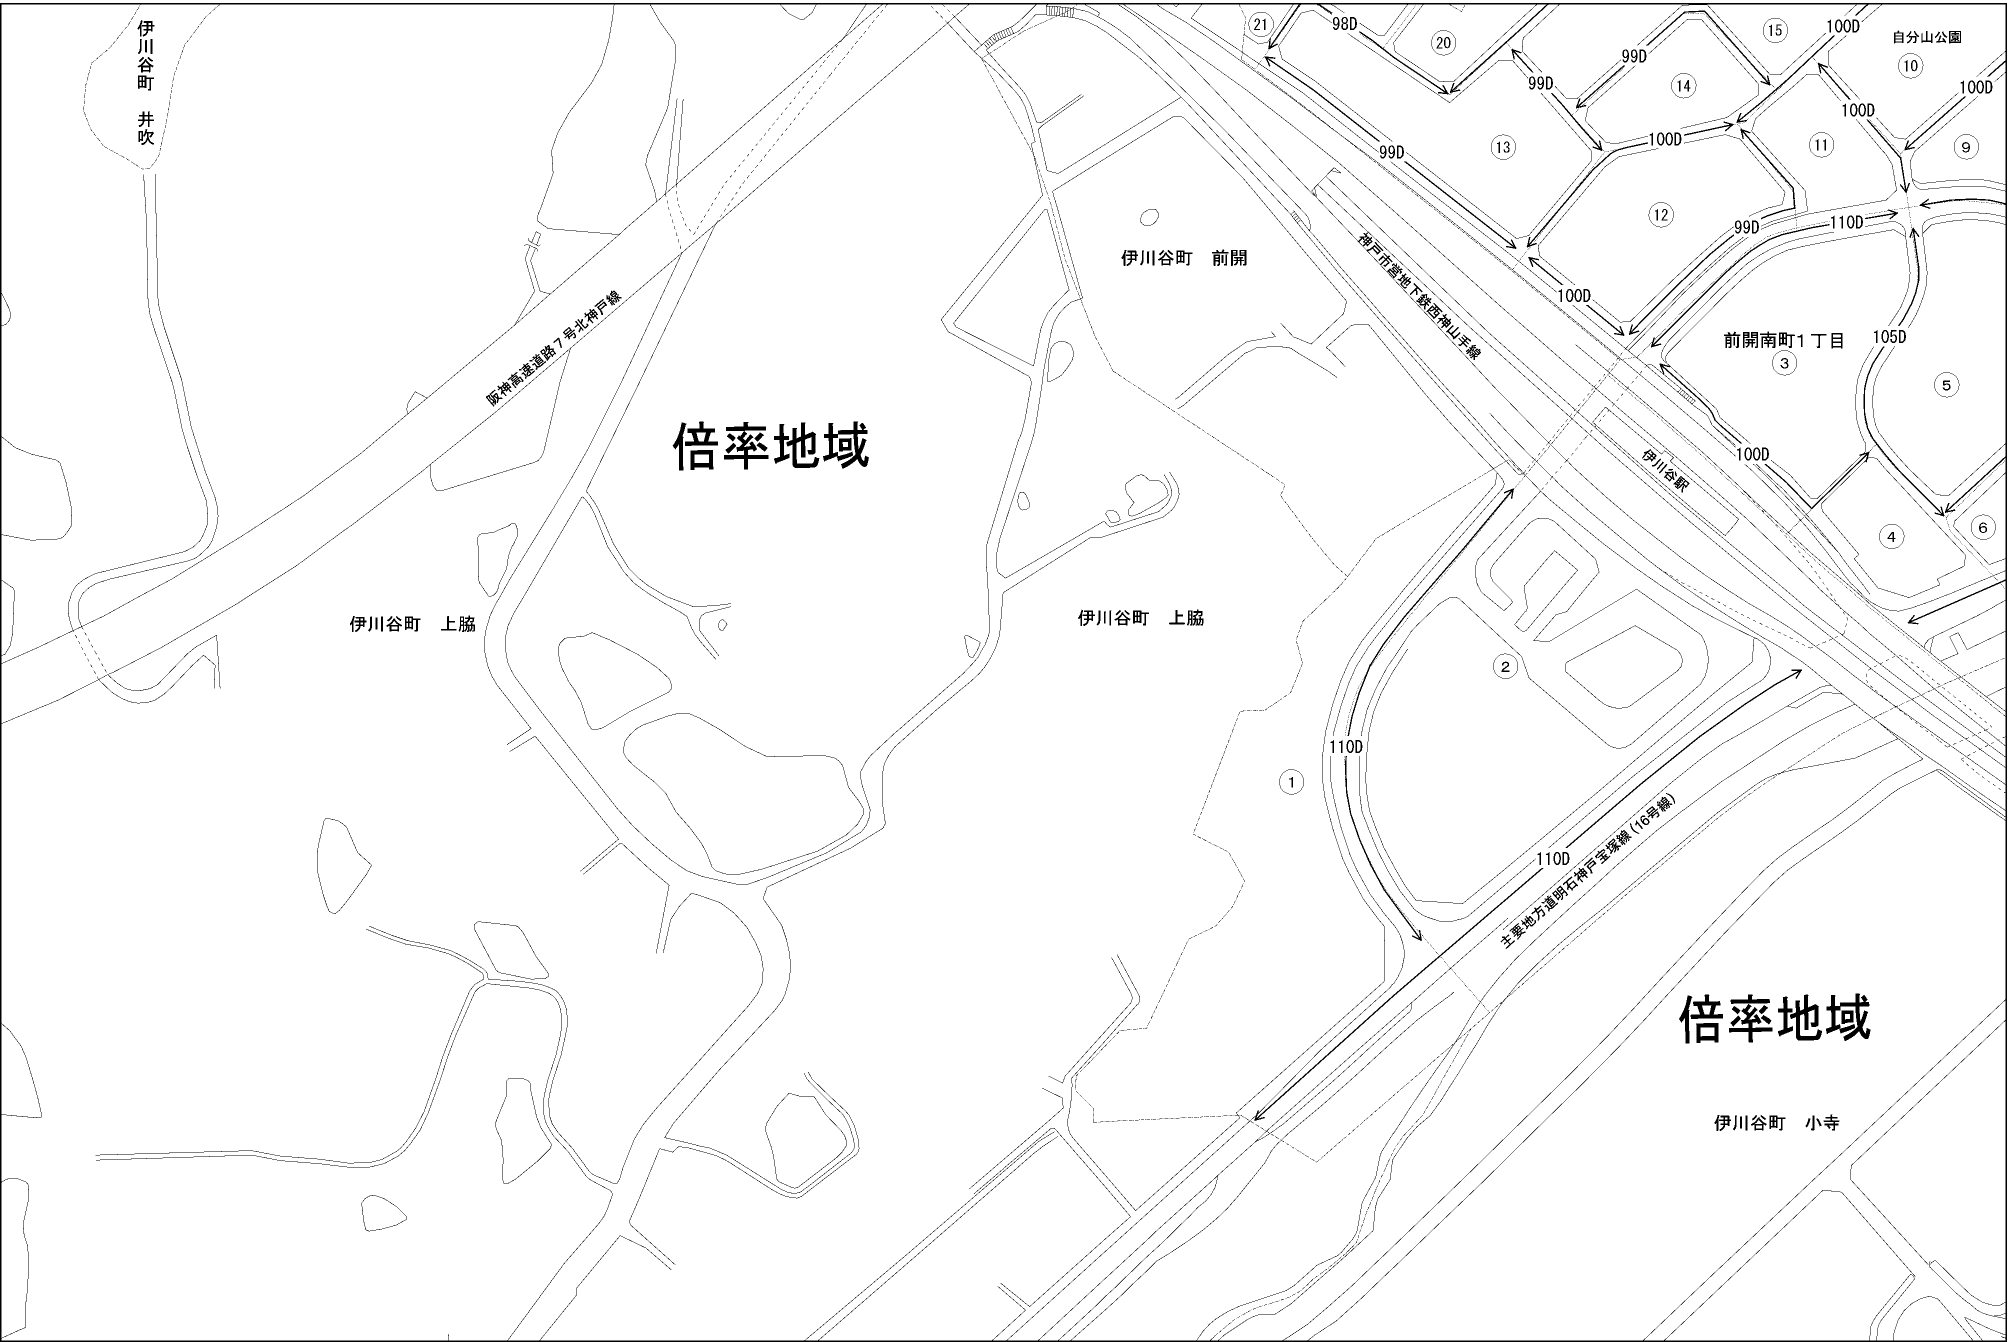 伊川谷町　井吹
21
98D
20
99D
15
100D
自分山公園
10
100D
99D
14
100D
99D
13
100D
11
9
12
99D
110D
伊川谷町　前開
神戸市営地下鉄西神山手線
100D
阪神高速道路７号北神戸線
前開南町１丁目
3
105D
5
倍率地域
伊川谷駅
100D
4
6
伊川谷町　上脇
伊川谷町　上脇
2
110D
1
110D
主要地方道明石神戸宝塚線(16号線)
倍率地域
伊川谷町　小寺